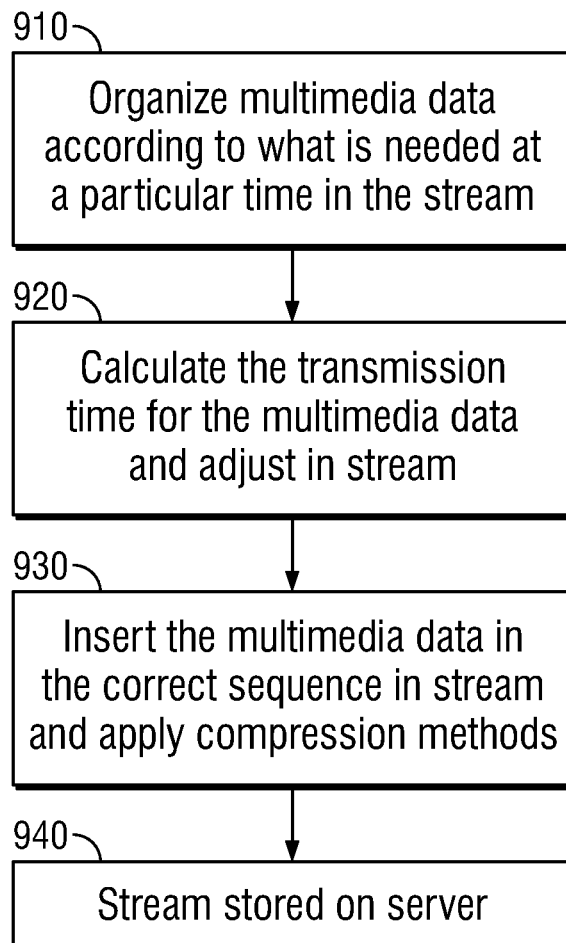 910
Organize multimedia data
according to what is needed at
a particular time in the stream
920
Calculate the transmission
time for the multimedia data
and adjust in stream
930
Insert the multimedia data in
the correct sequence in stream
and apply compression methods
940
Stream stored on server